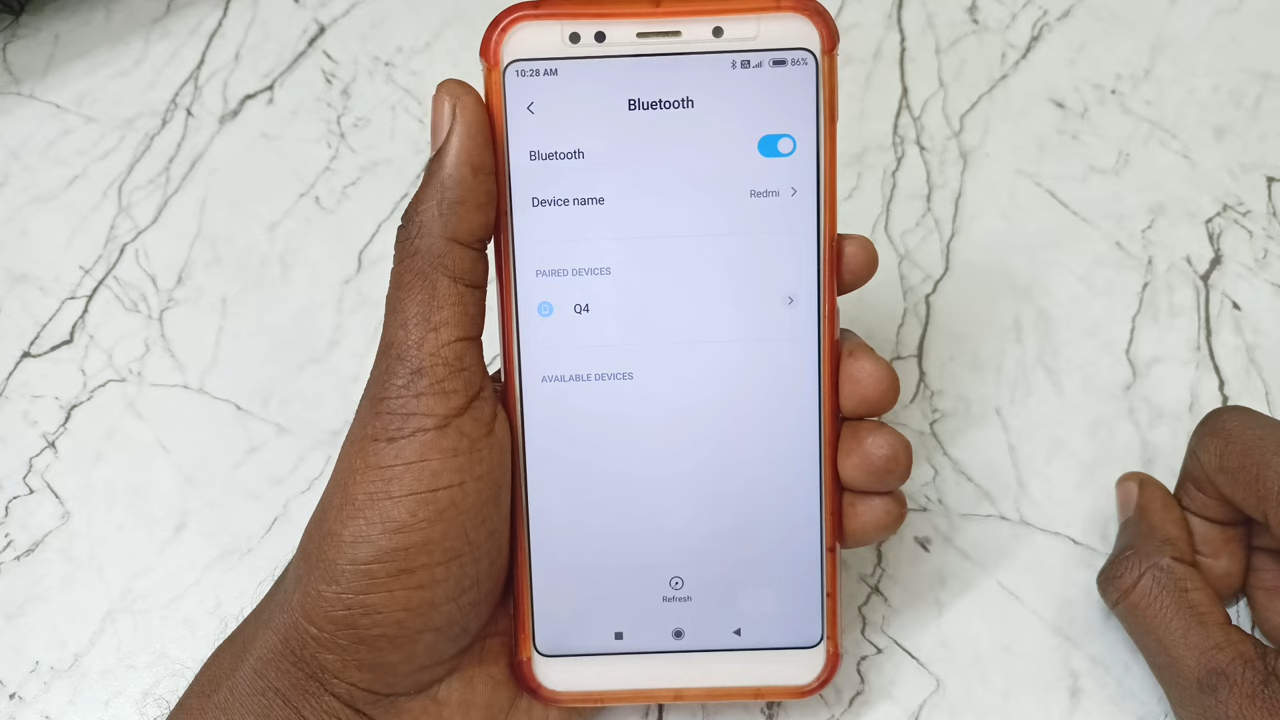 10:28 AM 86%
Bluetooth
Bluetooth
Device name Redmi
PAIRED DEVICES
Q4
AVAILABLE DEVICES
Refresh